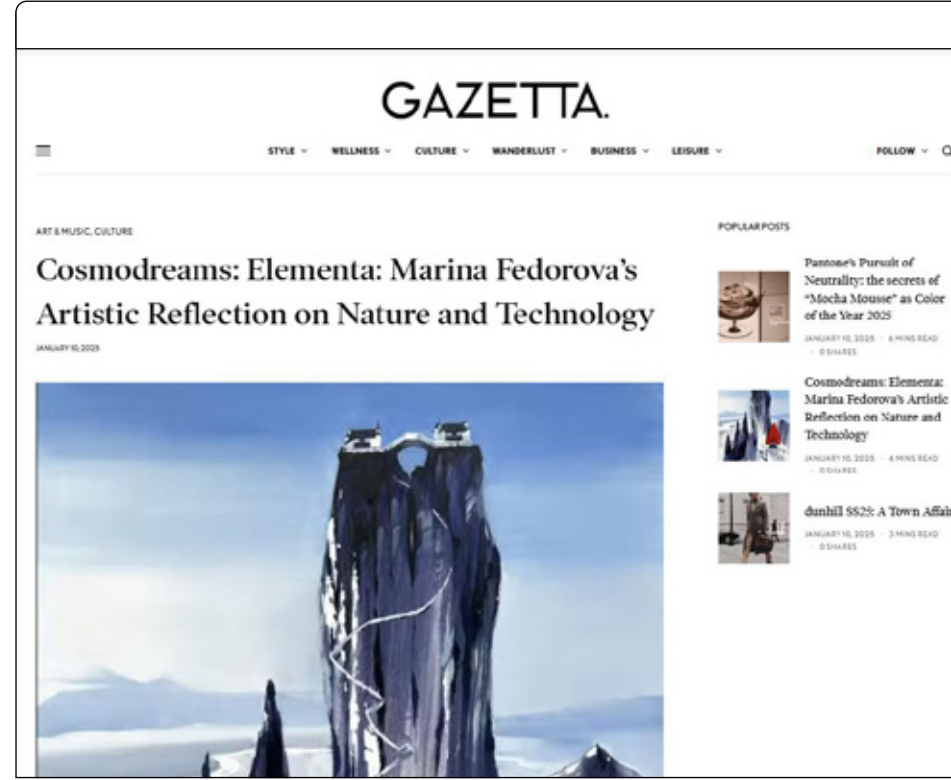 GAZETTA.
STYLE
WELLNESS
CULTURE
WANDERLUST
BUSINESS
LEISURE
FOLLOW
ART & MUSIC, CULTURE
Cosmodreams: Elementa: Marina Fedorova’s
Artistic Reflection on Nature and Technology
JANUARY 10, 2025
POPULAR POSTS
Pantone’s Pursuit of
Neutrality: the secrets of
“Mocha Mousse” as Color
of the Year 2025
JANUARY 10, 2025 · 6 MINS READ
· 0 SHARES
Cosmodreams: Elementa:
Marina Fedorova’s Artistic
Reflection on Nature and
Technology
JANUARY 10, 2025 · 4 MINS READ
· 0 SHARES
dunhill SS25: A Town Affair
JANUARY 10, 2025 · 3 MINS READ
· 0 SHARES